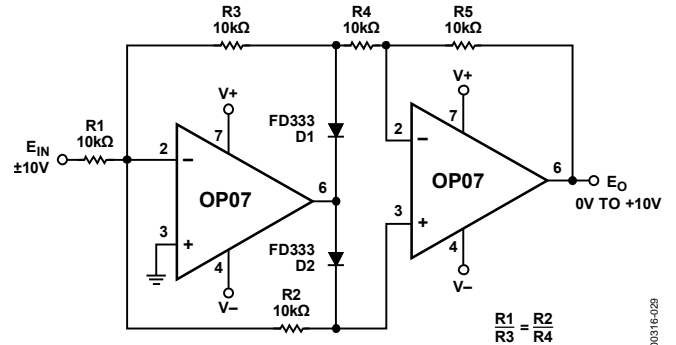 R3
10kΩ
R4
10kΩ
R5
10kΩ
V+
V+
R1
10kΩ
E_IN
±10V
FD333
D1
7
7
2
−
2
−
OP07
6
OP07
6
E_O
0V TO +10V
3
+
3
+
4
FD333
D2
4
V−
V−
R2
10kΩ
R1
R3
=
R2
R4
00316-029